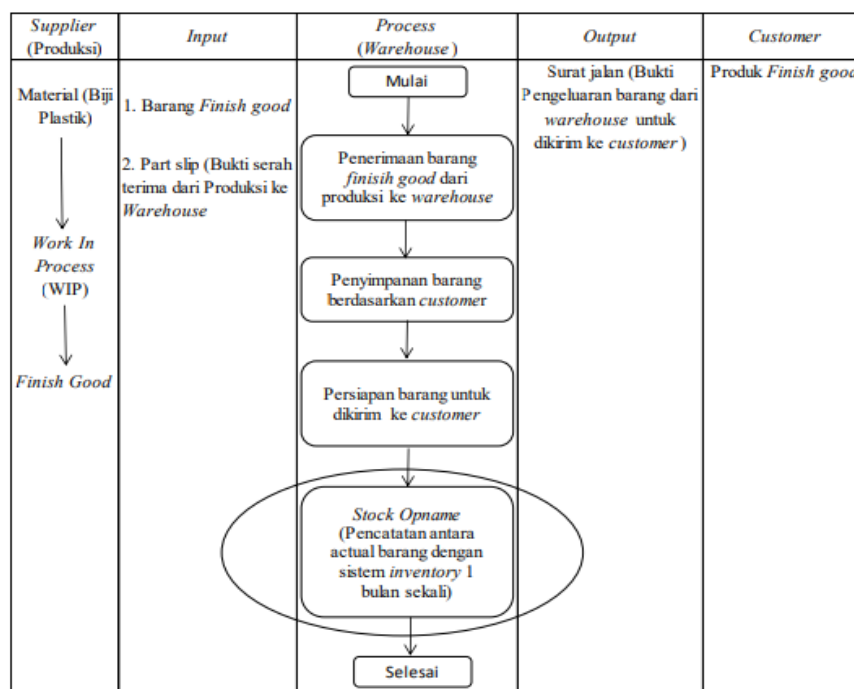 Supplier
(Produksi)
Input
Process
(Warehouse)
Output
Customer
Material (Biji
Plastik)
Work In
Process
(WIP)
Finish Good
1. Barang Finish good
2. Part slip (Bukti serah
terima dari Produksi ke
Warehouse
Mulai
Penerimaan barang
finisih good dari
produksi ke warehouse
Penyimpanan barang
berdasarkan customer
Persiapan barang untuk
dikirim ke customer
Stock Opname
(Pencatatan antara
actual barang dengan
sistem inventory 1
bulan sekali)
Selesai
Surat jalan (Bukti
Pengeluaran barang dari
warehouse untuk
dikirim ke customer )
Produk Finish good